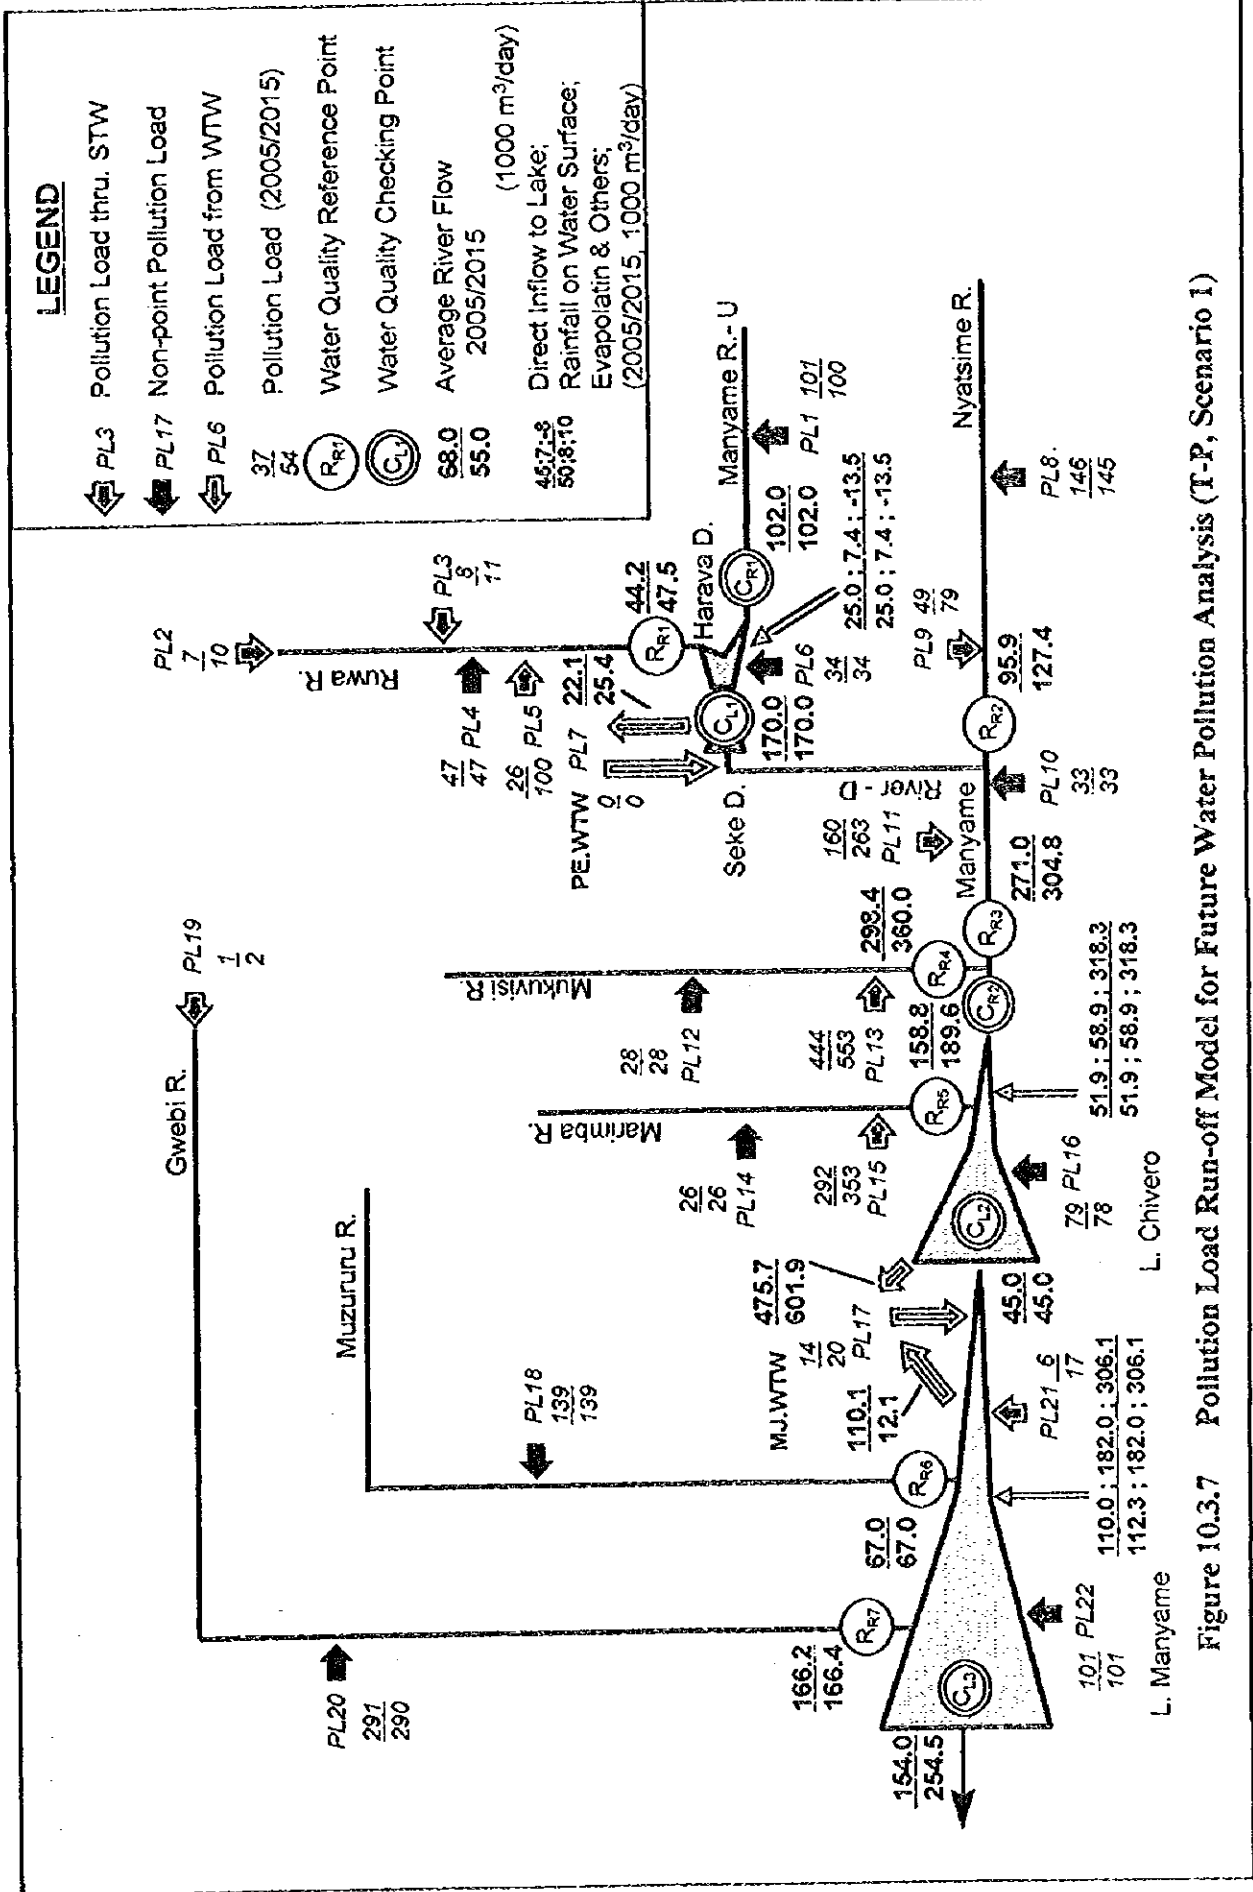 LEGEND
PL3 Pollution Load thru. STW
PL17 Non-point Pollution Load
PL6 Pollution Load from WTW
37
54
Pollution Load (2005/2015)
RR1 Water Quality Reference Point
CL1 Water Quality Checking Point
68.0
55.0
Average River Flow
2005/2015
(1000 m³/day)
45;7;-8
50;8;10
Direct Inflow to Lake;
Rainfall on Water Surface;
Evapolatin & Others;
(2005/2015, 1000 m³/day)
Gwebi R.
PL19
1
2
Muzururu R.
PL20
291
290
PL18
139
139
PL2
7
10
Ruwa R.
PL3
8
11
47
47
PL4
26
100
PL5
44.2
47.5
RR1
Harava D.
Manyame R.- U
CR1
102.0
102.0
PL1
101
100
22.1
25.4
PE.WTW
PL7
0
0
CL1
PL6
34
34
25.0 ; 7.4 ; -13.5
25.0 ; 7.4 ; -13.5
170.0
170.0
Seke D.
River - D
Manyame
Nyatsime R.
PL8.
146
145
PL9
49
79
95.9
127.4
RR2
PL10
33
33
160
263
PL11
271.0
304.8
RR3
Mukuvisi R.
28
28
PL12
444
553
PL13
298.4
360.0
RR4
CR2
Marimba R.
26
26
PL14
292
353
PL15
158.8
189.6
RR5
51.9 ; 58.9 ; 318.3
51.9 ; 58.9 ; 318.3
CL2
79
78
PL16
L. Chivero
475.7
601.9
MJ.WTW
14
20
PL17
110.1
12.1
45.0
45.0
PL21
6
17
RR6
67.0
67.0
110.0 ; 182.0 ; 306.1
112.3 ; 182.0 ; 306.1
RR7
166.2
166.4
CL3
101
101
PL22
L. Manyame
154.0
254.5
Figure 10.3.7 Pollution Load Run-off Model for Future Water Pollution Analysis (T-P, Scenario 1)